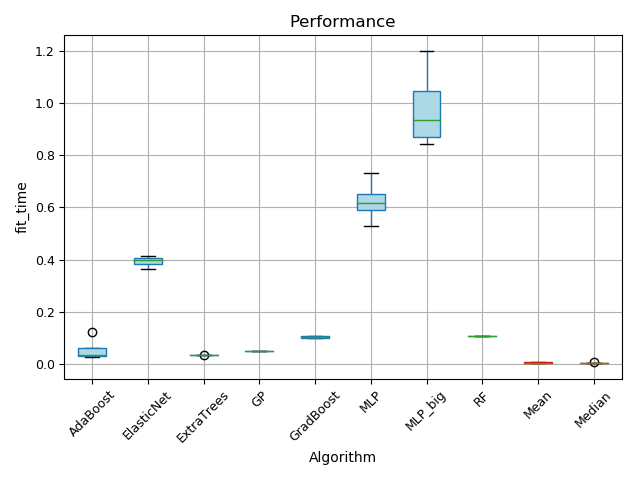 Performance
1.2
1.0
0.8
0.6
0.4
0.2
0.0
fit_time
AdaBoost
ElasticNet
ExtraTrees
GP
GradBoost
MLP
MLP_big
RF
Mean
Median
Algorithm